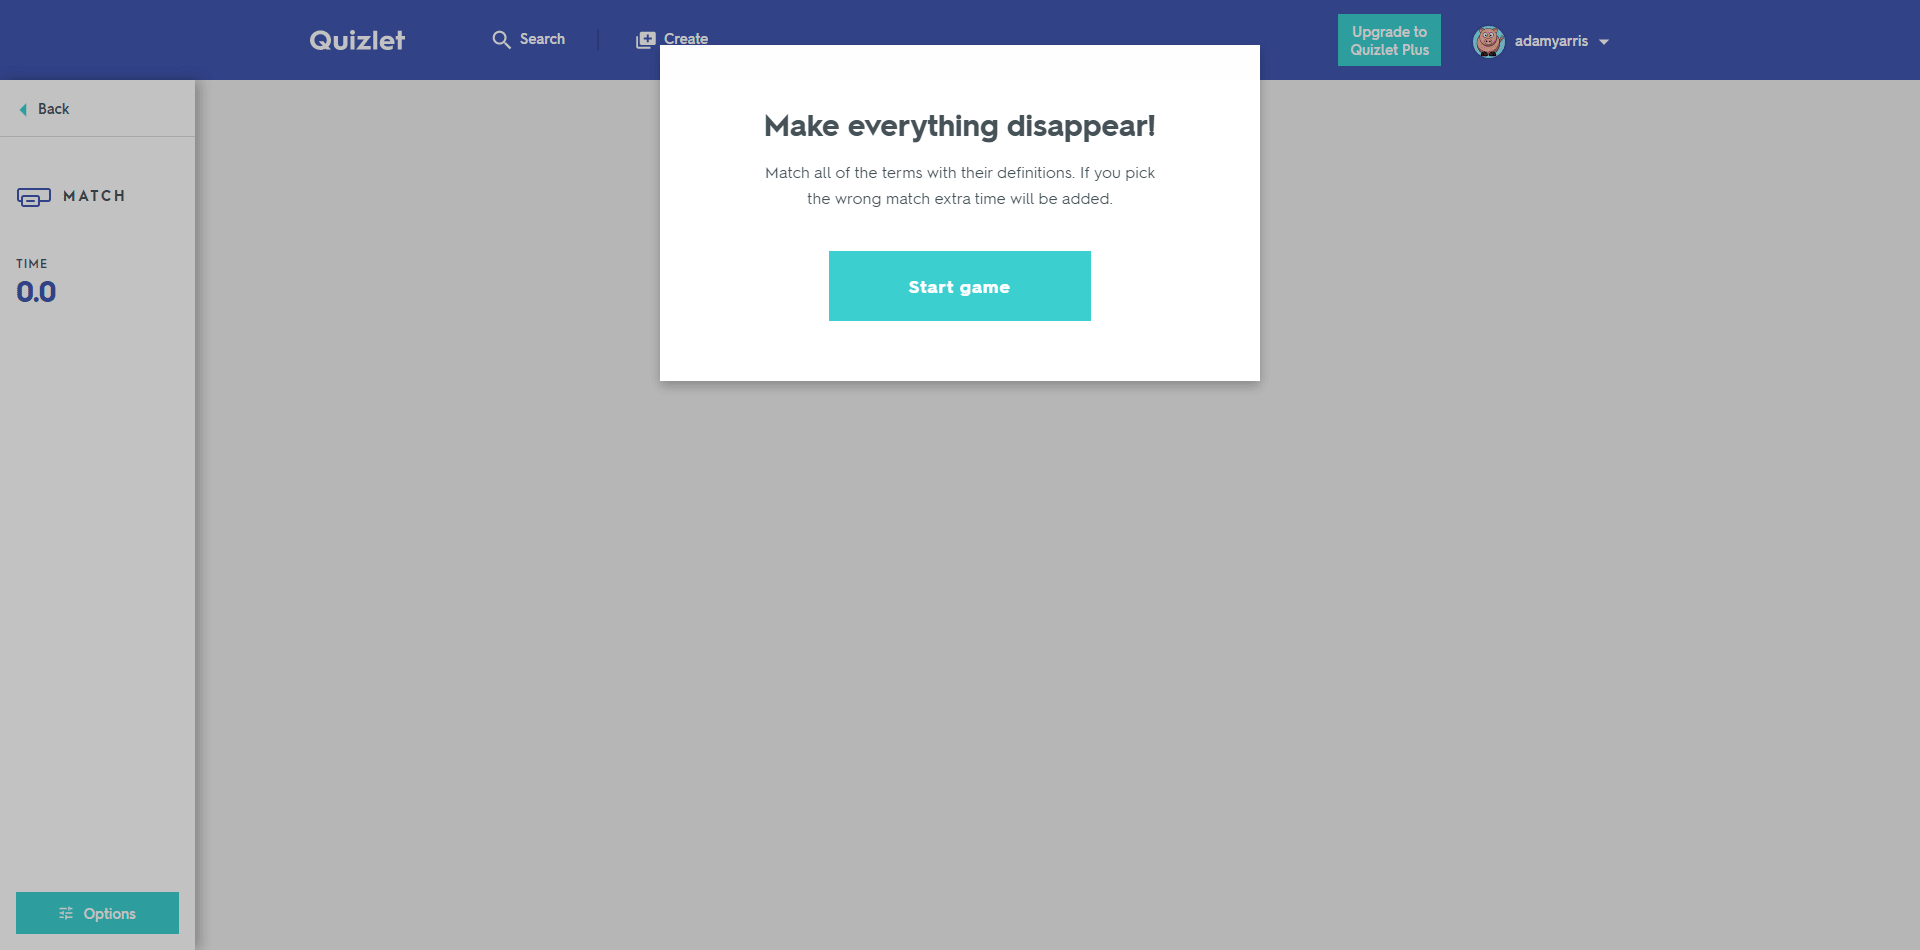 Quizlet
Search
Create
Upgrade to
Quizlet Plus
adamyarris
Back
MATCH
TIME
0.0
Make everything disappear!
Match all of the terms with their definitions. If you pick
the wrong match extra time will be added.
Start game
Options